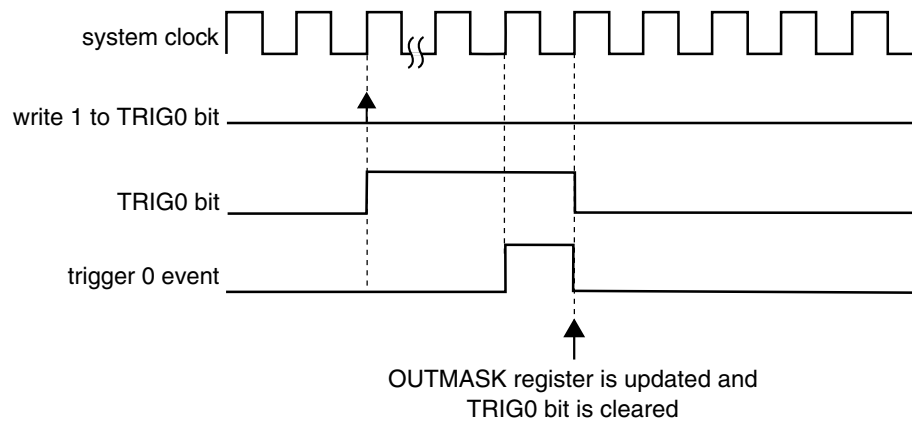 system clock
write 1 to TRIG0 bit
TRIG0 bit
trigger 0 event
OUTMASK register is updated and
TRIG0 bit is cleared